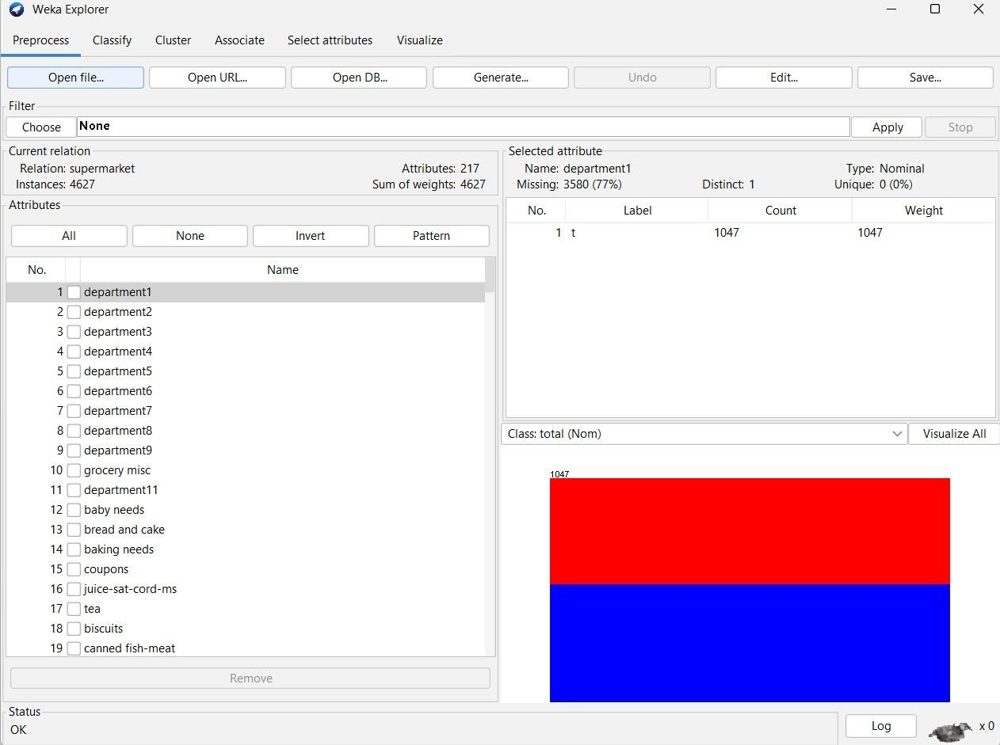 Weka Explorer
Preprocess Classify Cluster Associate Select attributes Visualize
Open file... Open URL... Open DB... Generate... Undo Edit... Save...
Filter
Choose None Apply Stop
Current relation
Relation: supermarket Attributes: 217
Instances: 4627 Sum of weights: 4627
Attributes
All None Invert Pattern
No. Name
1 department1
2 department2
3 department3
4 department4
5 department5
6 department6
7 department7
8 department8
9 department9
10 grocery misc
11 department11
12 baby needs
13 bread and cake
14 baking needs
15 coupons
16 juice-sat-cord-ms
17 tea
18 biscuits
19 canned fish-meat
Remove
Selected attribute
Name: department1 Type: Nominal
Missing: 3580 (77%) Distinct: 1 Unique: 0 (0%)
No. Label Count Weight
1 t 1047 1047
Class: total (Nom) Visualize All
1047
Status
OK
Log x 0